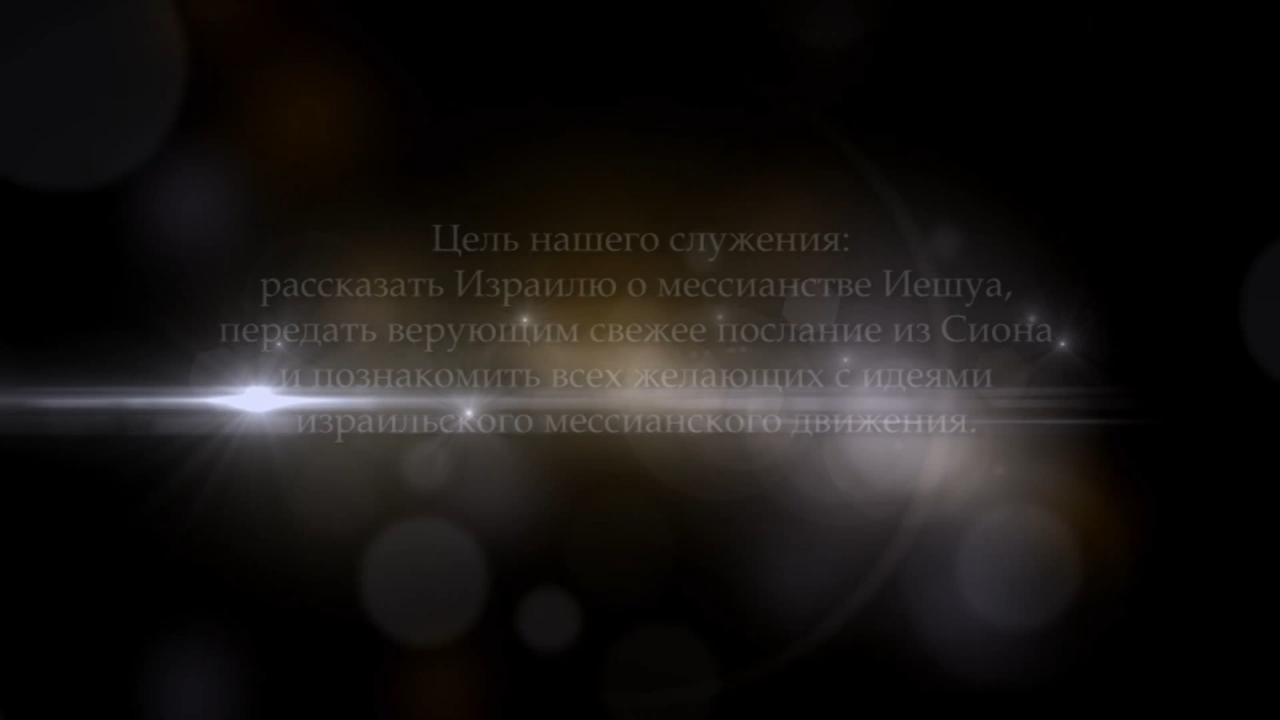 Цель нашего служения:
рассказать Израилю о мессианстве Иешуа,
передать верующим свежее послание из Сиона
и познакомить всех желающих с идеями
израильского мессианского движения.